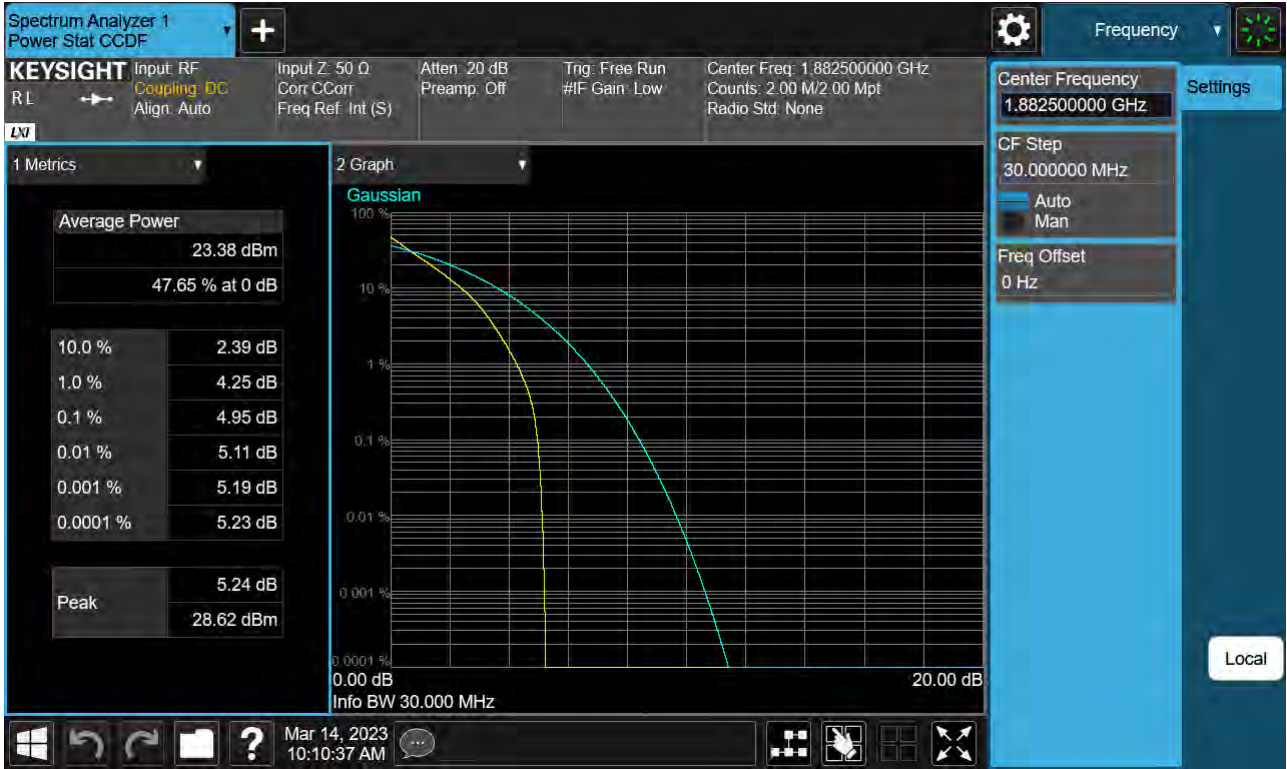 Spectrum Analyzer 1
Power Stat CCDF
Frequency
KEYSIGHT
R L
LXI
Input: RF
Coupling: DC
Align: Auto
Input Z: 50 Ω
Corr CCorr
Freq Ref: Int (S)
Atten: 20 dB
Preamp: Off
Trig: Free Run
#IF Gain: Low
Center Freq: 1.882500000 GHz
Counts: 2.00 M/2.00 Mpt
Radio Std: None
Center Frequency
1.882500000 GHz
Settings
CF Step
30.000000 MHz
Auto
Man
Freq Offset
0 Hz
Local
1 Metrics
Average Power
23.38 dBm
47.65 % at 0 dB
10.0 % 2.39 dB
1.0 % 4.25 dB
0.1 % 4.95 dB
0.01 % 5.11 dB
0.001 % 5.19 dB
0.0001 % 5.23 dB
Peak
5.24 dB
28.62 dBm
2 Graph
Gaussian
100 %
10 %
1 %
0.1 %
0.01 %
0.001 %
0.0001 %
0.00 dB 20.00 dB
Info BW 30.000 MHz
?
Mar 14, 2023
10:10:37 AM